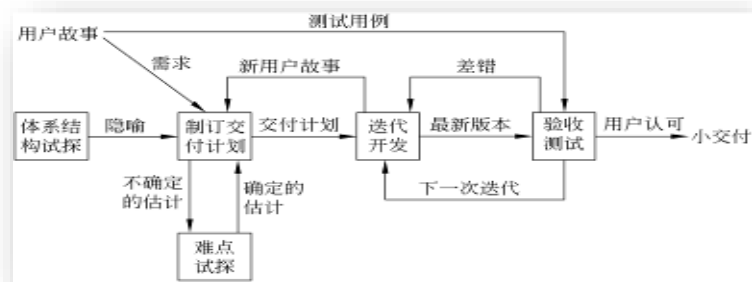 测试用例
用户故事
需求
新用户故事
差错
体系结
构试探
隐喻
制订交
付计划
交付计划
迭代
开发
最新版本
验收
测试
用户认可
小交付
不确定
的估计
确定的
估计
下一次迭代
难点
试探